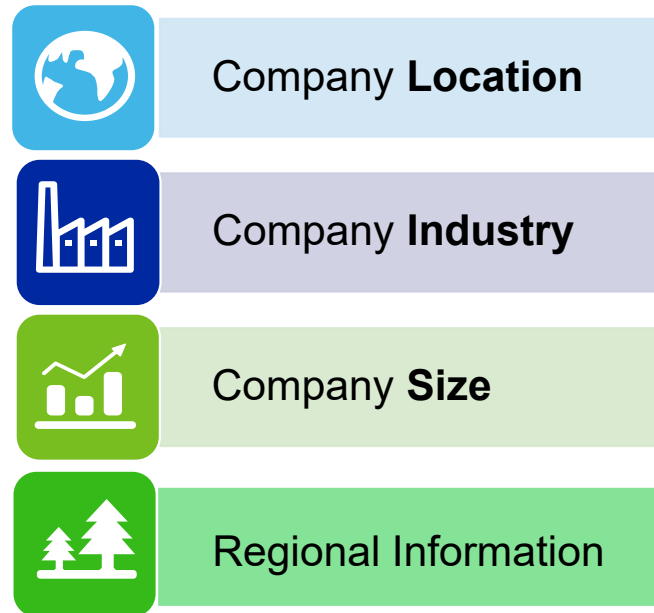 Company Location
Company Industry
Company Size
Regional Information